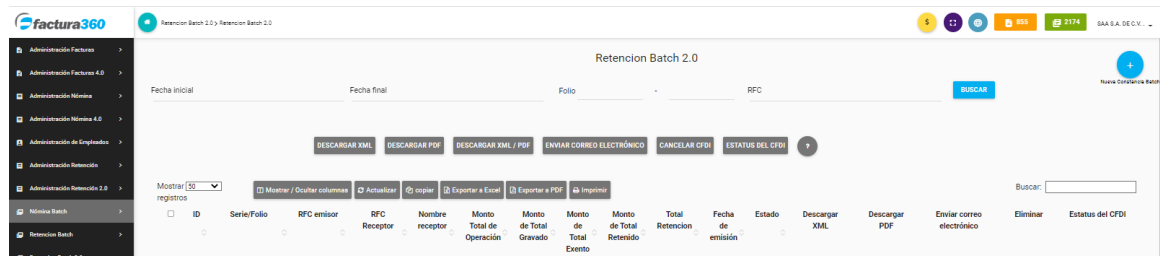 factura360
Retencion Batch 2.0 > Retencion Batch 2.0
$
855
2174
SAA S.A. DE C.V...
Administración Facturas
Administración Facturas 4.0
Administración Nómina
Administración Nómina 4.0
Administración de Empleados
Administración Retención
Administración Retención 2.0
Nómina Batch
Retencion Batch
Retencion Batch 2.0
+
Nueva Constancia Batch
Fecha inicial
Fecha final
Folio
-
RFC
BUSCAR
DESCARGAR XML
DESCARGAR PDF
DESCARGAR XML / PDF
ENVIAR CORREO ELECTRÓNICO
CANCELAR CFDI
ESTATUS DEL CFDI
?
Mostrar 50
registros
Mostrar / Ocultar columnas
Actualizar
copiar
Exportar a Excel
Exportar a PDF
Imprimir
Buscar:
ID
Serie/Folio
RFC emisor
RFC
Receptor
Nombre
receptor
Monto
Total de
Operación
Monto
de Total
Gravado
Monto
de
Total
Exento
Monto
de Total
Retenido
Total
Retencion
Fecha
de
emisión
Estado
Descargar
XML
Descargar
PDF
Enviar correo
electrónico
Eliminar
Estatus del CFDI